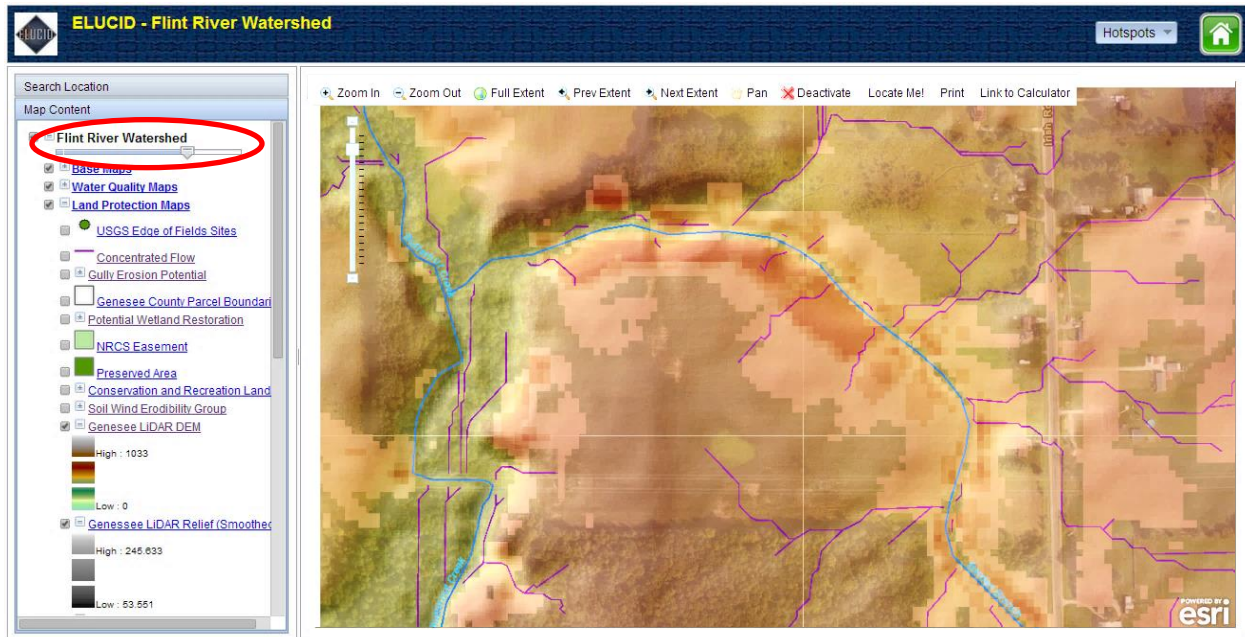 ELUCID
ELUCID - Flint River Watershed
Hotspots
Search Location
Map Content
Flint River Watershed
Base Maps
Water Quality Maps
Land Protection Maps
USGS Edge of Fields Sites
Concentrated Flow
Gully Erosion Potential
Genesee County Parcel Boundari
Potential Wetland Restoration
NRCS Easement
Preserved Area
Conservation and Recreation Land
Soil Wind Erodibility Group
Genesee LiDAR DEM
High : 1033
Low : 0
Genessee LiDAR Relief (Smoothed
High : 245.633
Low : 53.551
Zoom In Zoom Out Full Extent Prev Extent Next Extent Pan Deactivate Locate Me! Print Link to Calculator
Irish Rd
POWERED BY
esri